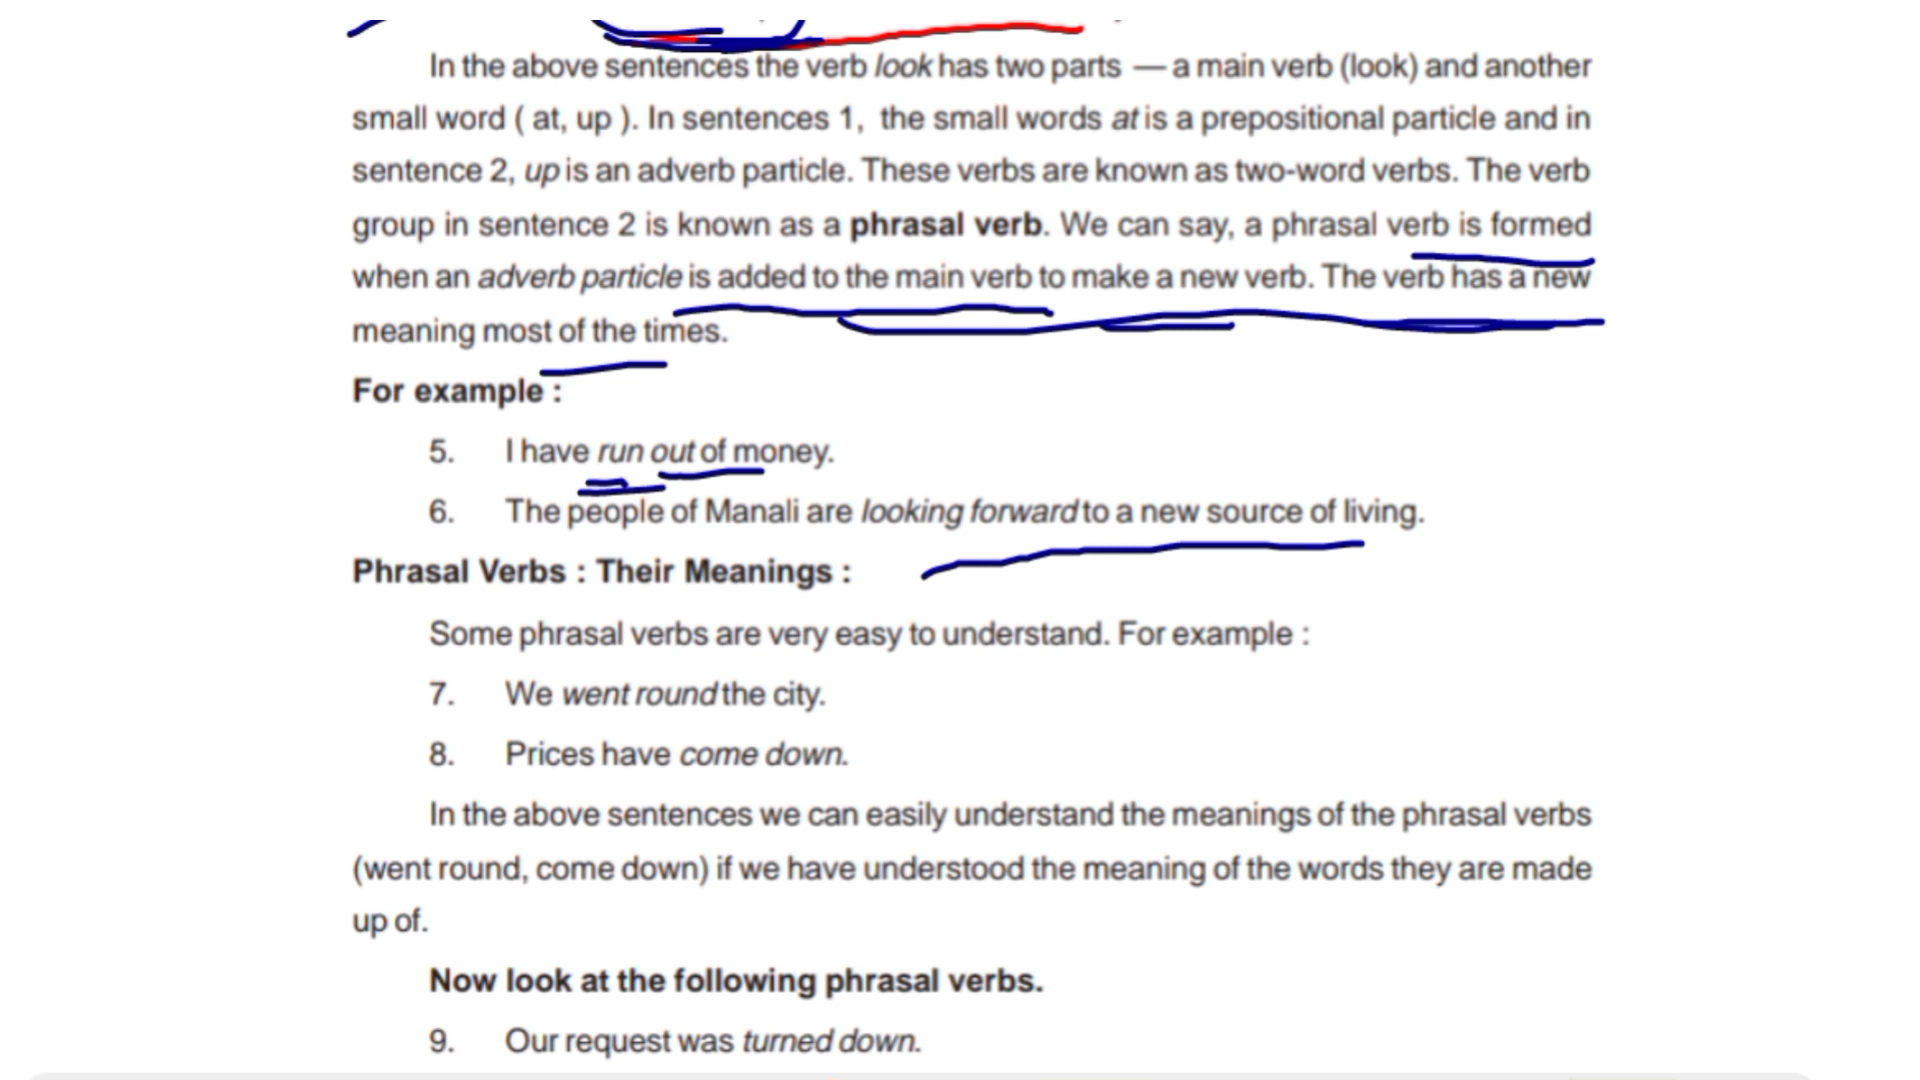 In the above sentences the verb look has two parts — a main verb (look) and another
small word ( at, up ). In sentences 1, the small words at is a prepositional particle and in
sentence 2, up is an adverb particle. These verbs are known as two-word verbs. The verb
group in sentence 2 is known as a phrasal verb. We can say, a phrasal verb is formed
when an adverb particle is added to the main verb to make a new verb. The verb has a new
meaning most of the times.
For example :
5. I have run out of money.
6. The people of Manali are looking forward to a new source of living.
Phrasal Verbs : Their Meanings :
Some phrasal verbs are very easy to understand. For example :
7. We went round the city.
8. Prices have come down.
In the above sentences we can easily understand the meanings of the phrasal verbs
(went round, come down) if we have understood the meaning of the words they are made
up of.
Now look at the following phrasal verbs.
9. Our request was turned down.